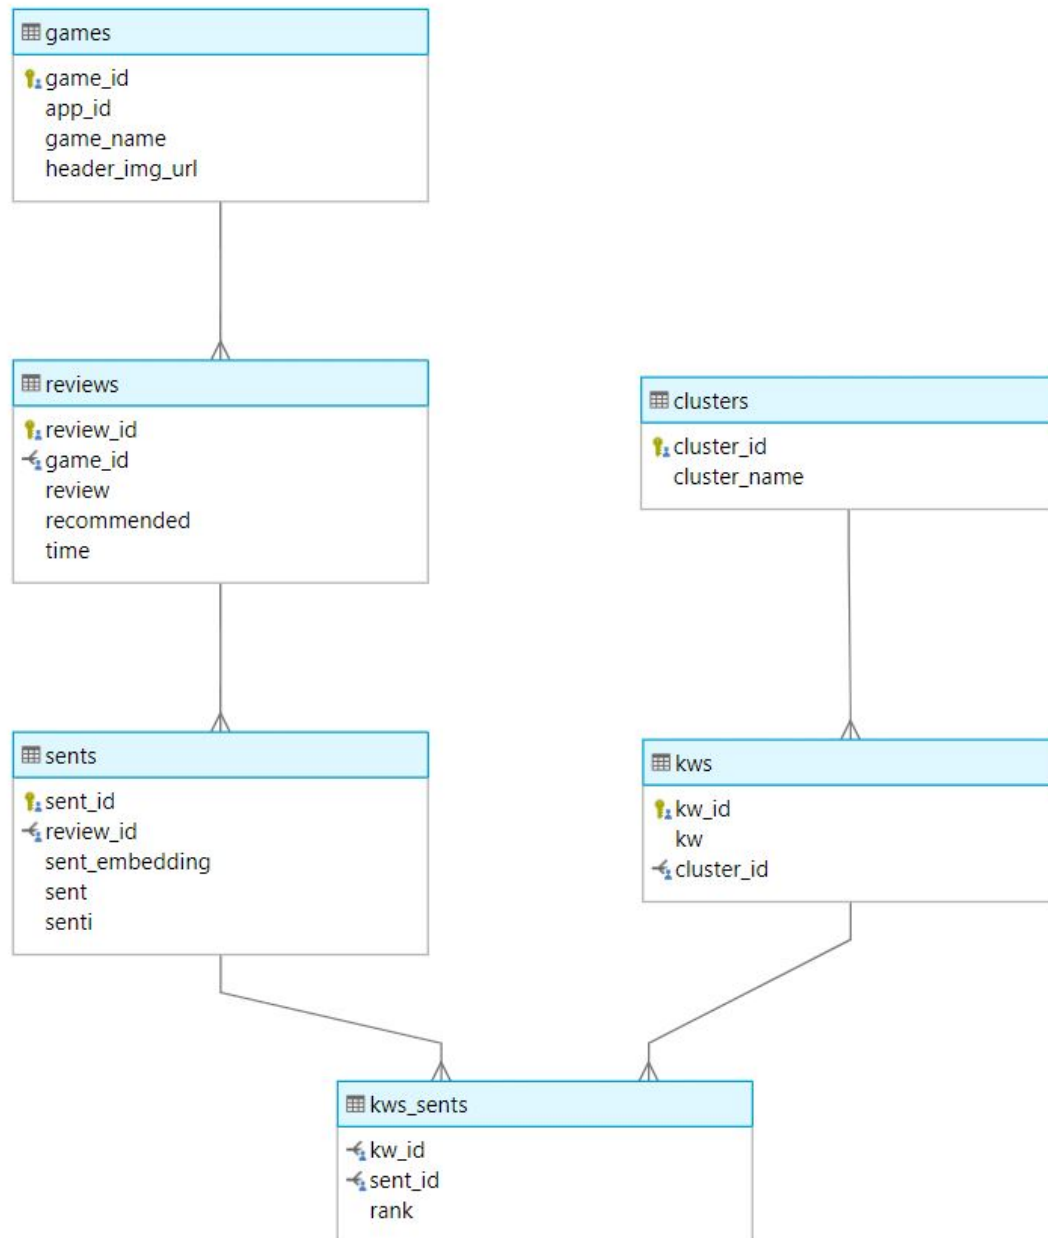 games
game_id
app_id
game_name
header_img_url
reviews
review_id
game_id
review
recommended
time
clusters
cluster_id
cluster_name
sents
sent_id
review_id
sent_embedding
sent
senti
kws
kw_id
kw
cluster_id
kws_sents
kw_id
sent_id
rank